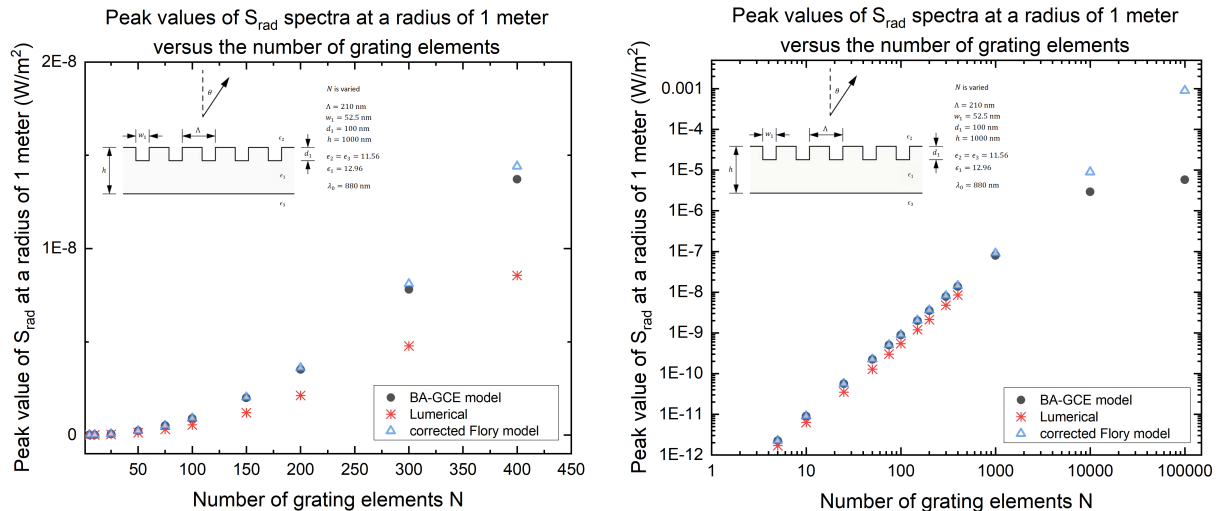 Peak values of S_rad spectra at a radius of 1 meter
versus the number of grating elements
Peak value of S_rad at a radius of 1 meter (W/m²)
2E-8
1E-8
0
θ
w₁
Λ
d₁
h
ϵ₂
ϵ₁
ϵ₃
N is varied
Λ = 210 nm
w₁ = 52.5 nm
d₁ = 100 nm
h = 1000 nm
ϵ₂ = ϵ₃ = 11.56
ϵ₁ = 12.96
λ₀ = 880 nm
BA-GCE model
Lumerical
corrected Flory model
50 100 150 200 250 300 350 400 450
Number of grating elements N
Peak values of S_rad spectra at a radius of 1 meter
versus the number of grating elements
Peak value of S_rad at a radius of 1 meter (W/m²)
0.001
1E-4
1E-5
1E-6
1E-7
1E-8
1E-9
1E-10
1E-11
1E-12
θ
w₁
Λ
d₁
h
ϵ₂
ϵ₁
ϵ₃
N is varied
Λ = 210 nm
w₁ = 52.5 nm
d₁ = 100 nm
h = 1000 nm
ϵ₂ = ϵ₃ = 11.56
ϵ₁ = 12.96
λ₀ = 880 nm
BA-GCE model
Lumerical
corrected Flory model
1 10 100 1000 10000 100000
Number of grating elements N